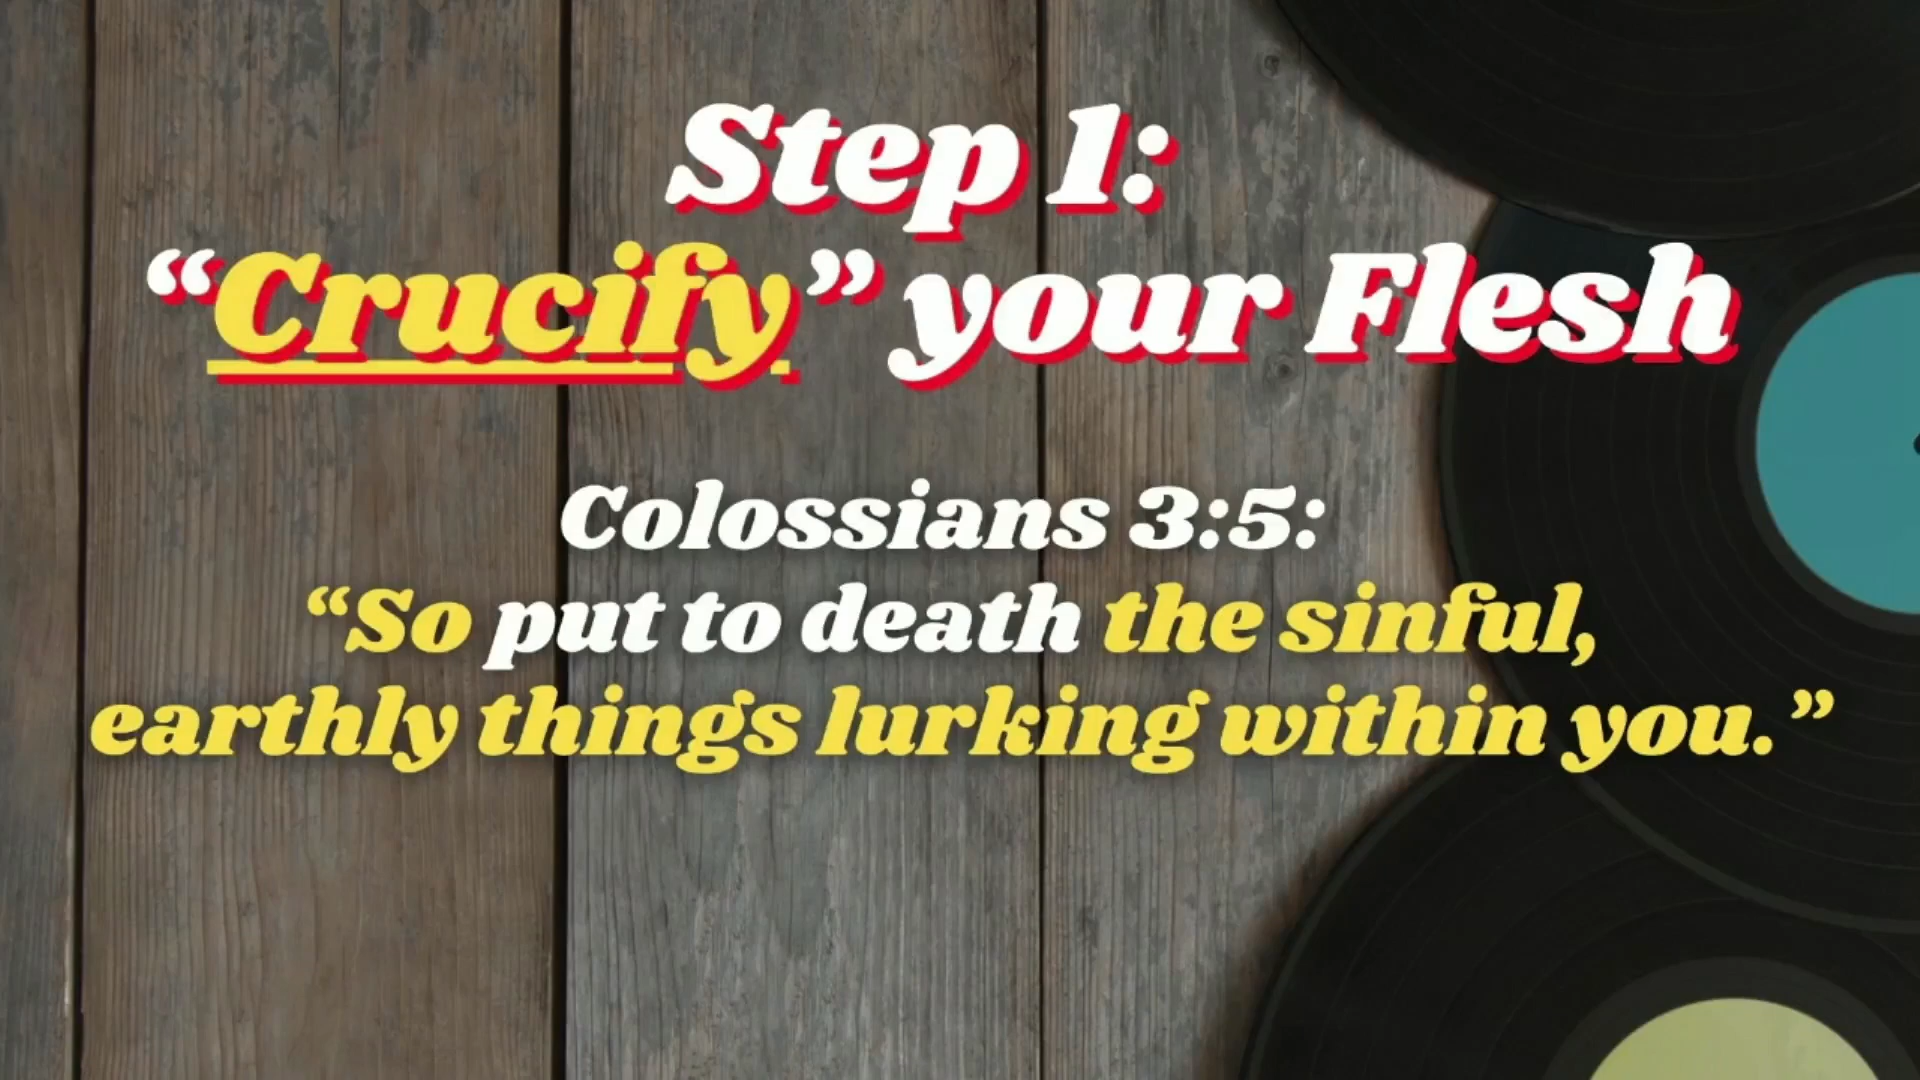 Step 1:
“Crucify” your Flesh
Colossians 3:5:
“So put to death the sinful,
earthly things lurking within you.”